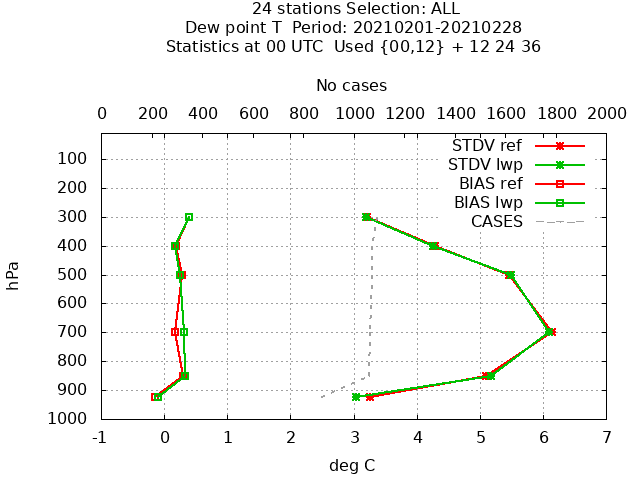 24 stations Selection: ALL
Dew point T  Period: 20210201-20210228
Statistics at 00 UTC  Used {00,12} + 12 24 36
No cases
0 200 400 600 800 1000 1200 1400 1600 1800 2000
STDV ref
STDV lwp
BIAS ref
BIAS lwp
CASES
hPa
100
200
300
400
500
600
700
800
900
1000
-1 0 1 2 3 4 5 6 7
deg C